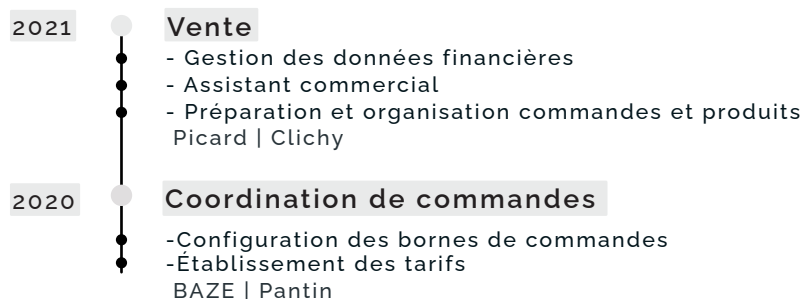 2021 Vente
- Gestion des données financières
- Assistant commercial
- Préparation et organisation commandes et produits
Picard | Clichy
2020 Coordination de commandes
-Configuration des bornes de commandes
-Établissement des tarifs
BAZE | Pantin